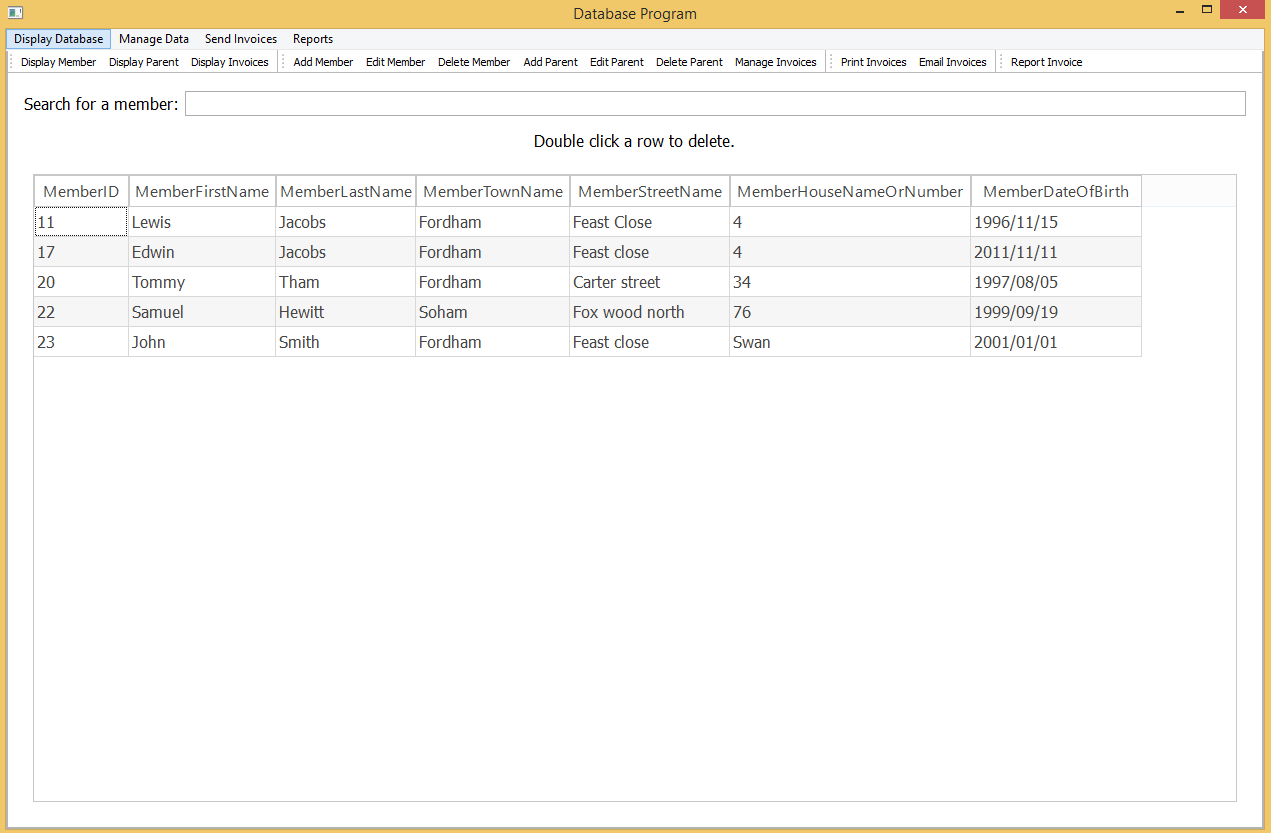 Database Program
Display Database Manage Data Send Invoices Reports
Display Member Display Parent Display Invoices Add Member Edit Member Delete Member Add Parent Edit Parent Delete Parent Manage Invoices Print Invoices Email Invoices Report Invoice
Search for a member:
Double click a row to delete.
MemberID MemberFirstName MemberLastName MemberTownName MemberStreetName MemberHouseNameOrNumber MemberDateOfBirth
11 Lewis Jacobs Fordham Feast Close 4 1996/11/15
17 Edwin Jacobs Fordham Feast close 4 2011/11/11
20 Tommy Tham Fordham Carter street 34 1997/08/05
22 Samuel Hewitt Soham Fox wood north 76 1999/09/19
23 John Smith Fordham Feast close Swan 2001/01/01